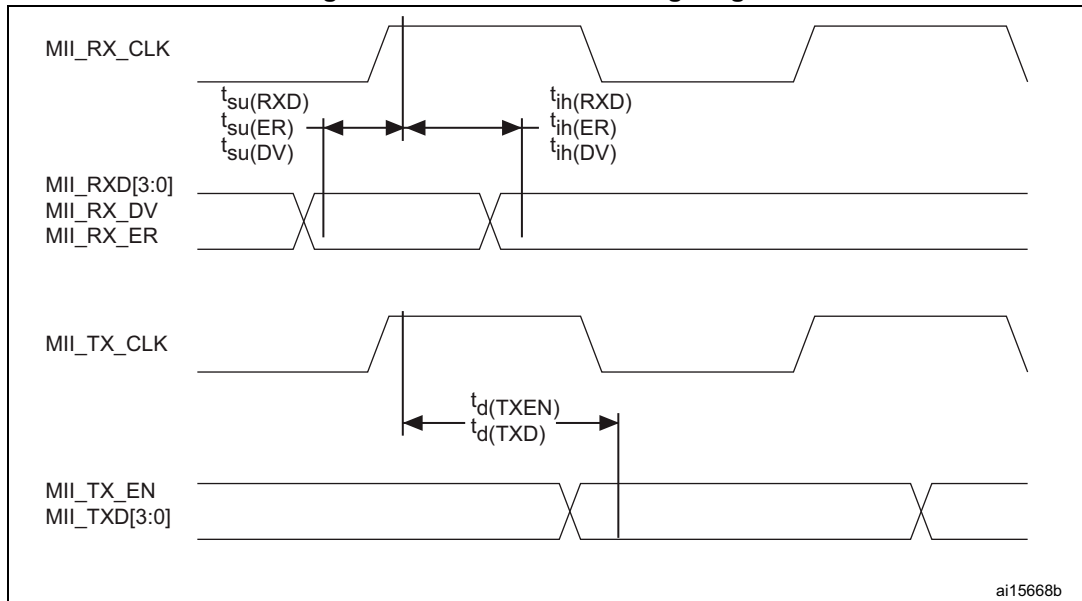 MII_RX_CLK
tsu(RXD)
tsu(ER)
tsu(DV)
tih(RXD)
tih(ER)
tih(DV)
MII_RXD[3:0]
MII_RX_DV
MII_RX_ER
MII_TX_CLK
td(TXEN)
td(TXD)
MII_TX_EN
MII_TXD[3:0]
ai15668b